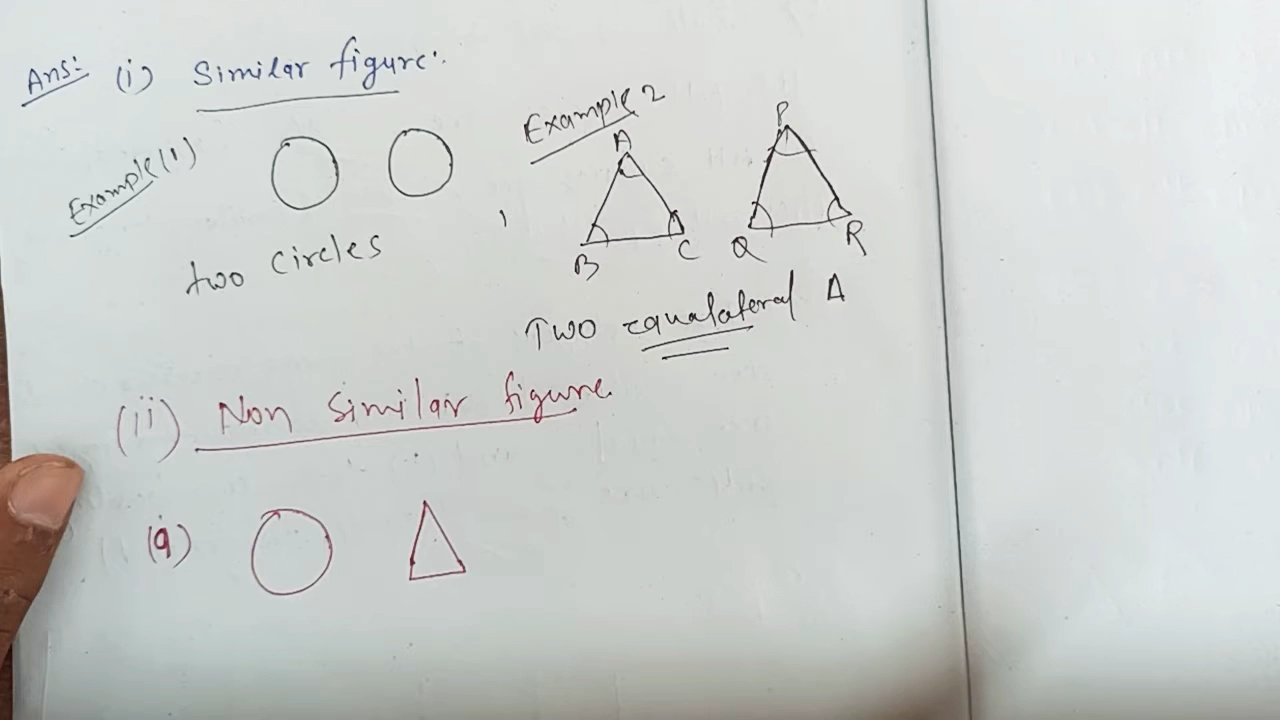 Ans: (i) Similar figure:
Example(1)
two circles
Example 2
A
B
C
P
Q
R
Two equalateral Δ
(ii) Non similar figure
(a)